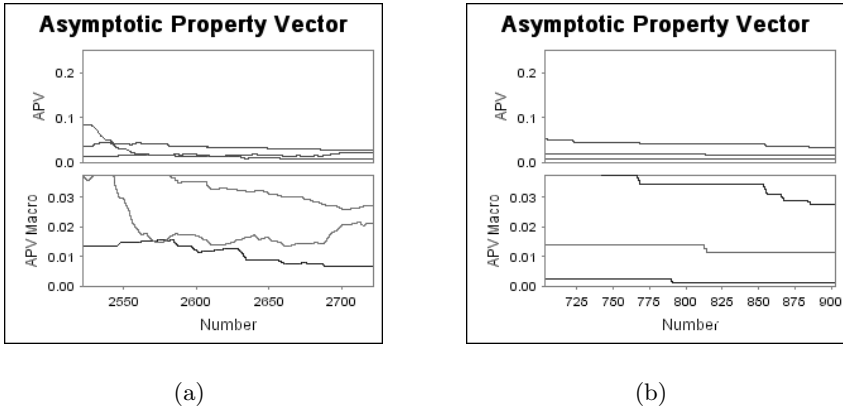 Asymptotic Property Vector
0.2
0.1
0.0
APV
0.03
0.02
0.01
0.00
APV Macro
2550 2600 2650 2700
Number
(a)
Asymptotic Property Vector
0.2
0.1
0.0
APV
0.03
0.02
0.01
0.00
APV Macro
725 750 775 800 825 850 875 900
Number
(b)